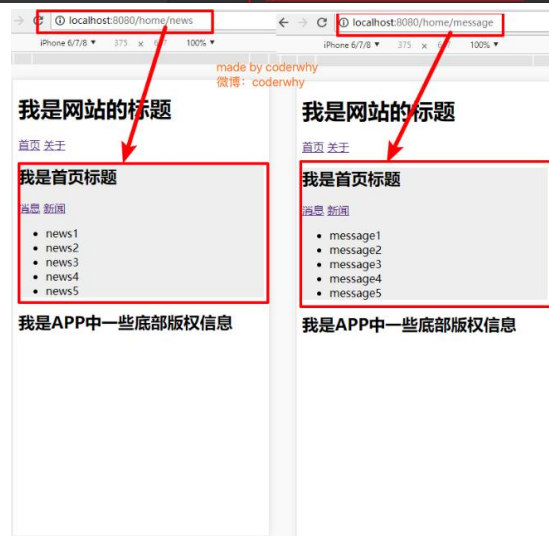 localhost:8080/home/news
iPhone 6/7/8 ▼ 375 x 100% ▼
made by coderwhy
微博：coderwhy
我是网站的标题
首页 关于
我是首页标题
消息 新闻
• news1
• news2
• news3
• news4
• news5
我是APP中一些底部版权信息
localhost:8080/home/message
iPhone 6/7/8 ▼ 375 x 100% ▼
我是网站的标题
首页 关于
我是首页标题
消息 新闻
• message1
• message2
• message3
• message4
• message5
我是APP中一些底部版权信息